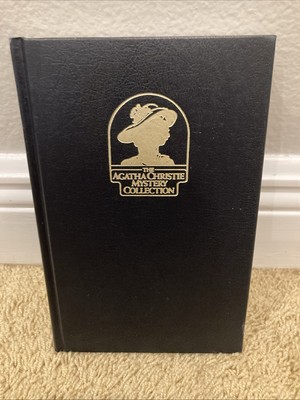 THE
AGATHA CHRISTIE
MYSTERY
COLLECTION